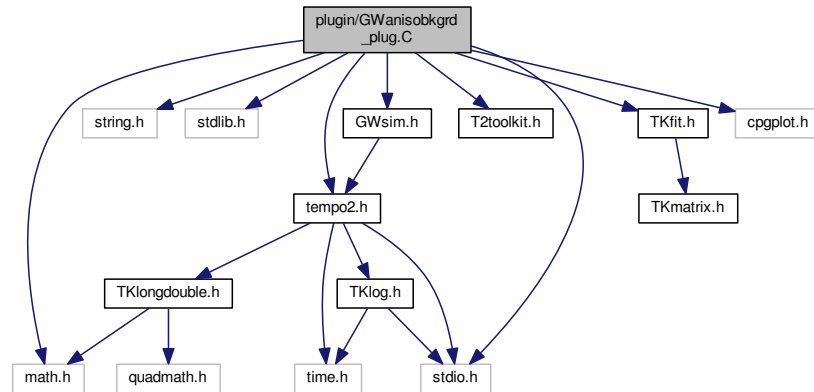 plugin/GWanisobkgrd
_plug.C
string.h
stdlib.h
GWsim.h
T2toolkit.h
TKfit.h
cpgplot.h
tempo2.h
TKmatrix.h
TKlongdouble.h
TKlog.h
math.h
quadmath.h
time.h
stdio.h